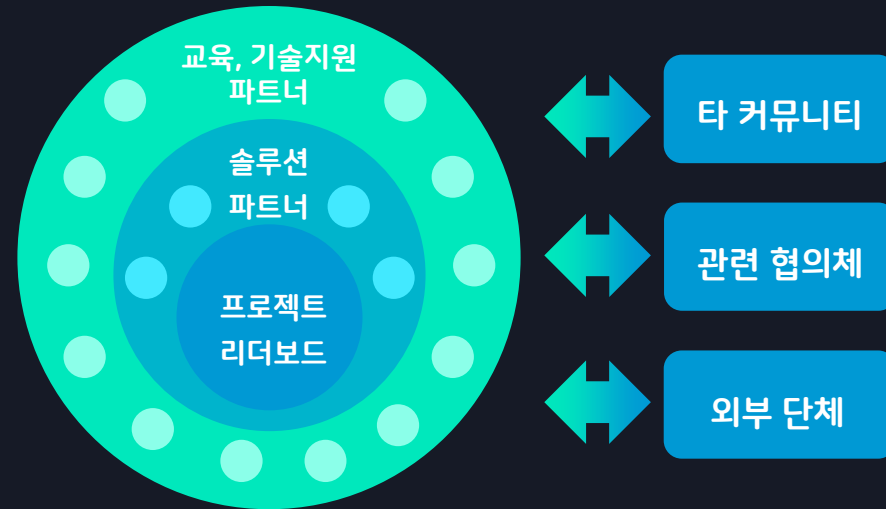 교육, 기술지원
파트너
솔루션
파트너
프로젝트
리더보드
타 커뮤니티
관련 협의체
외부 단체